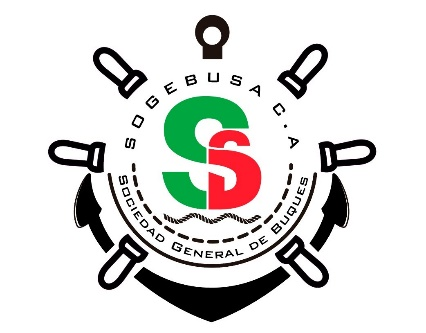 SOGEBUSA C.A
SS
SOCIEDAD GENERAL DE BUQUES